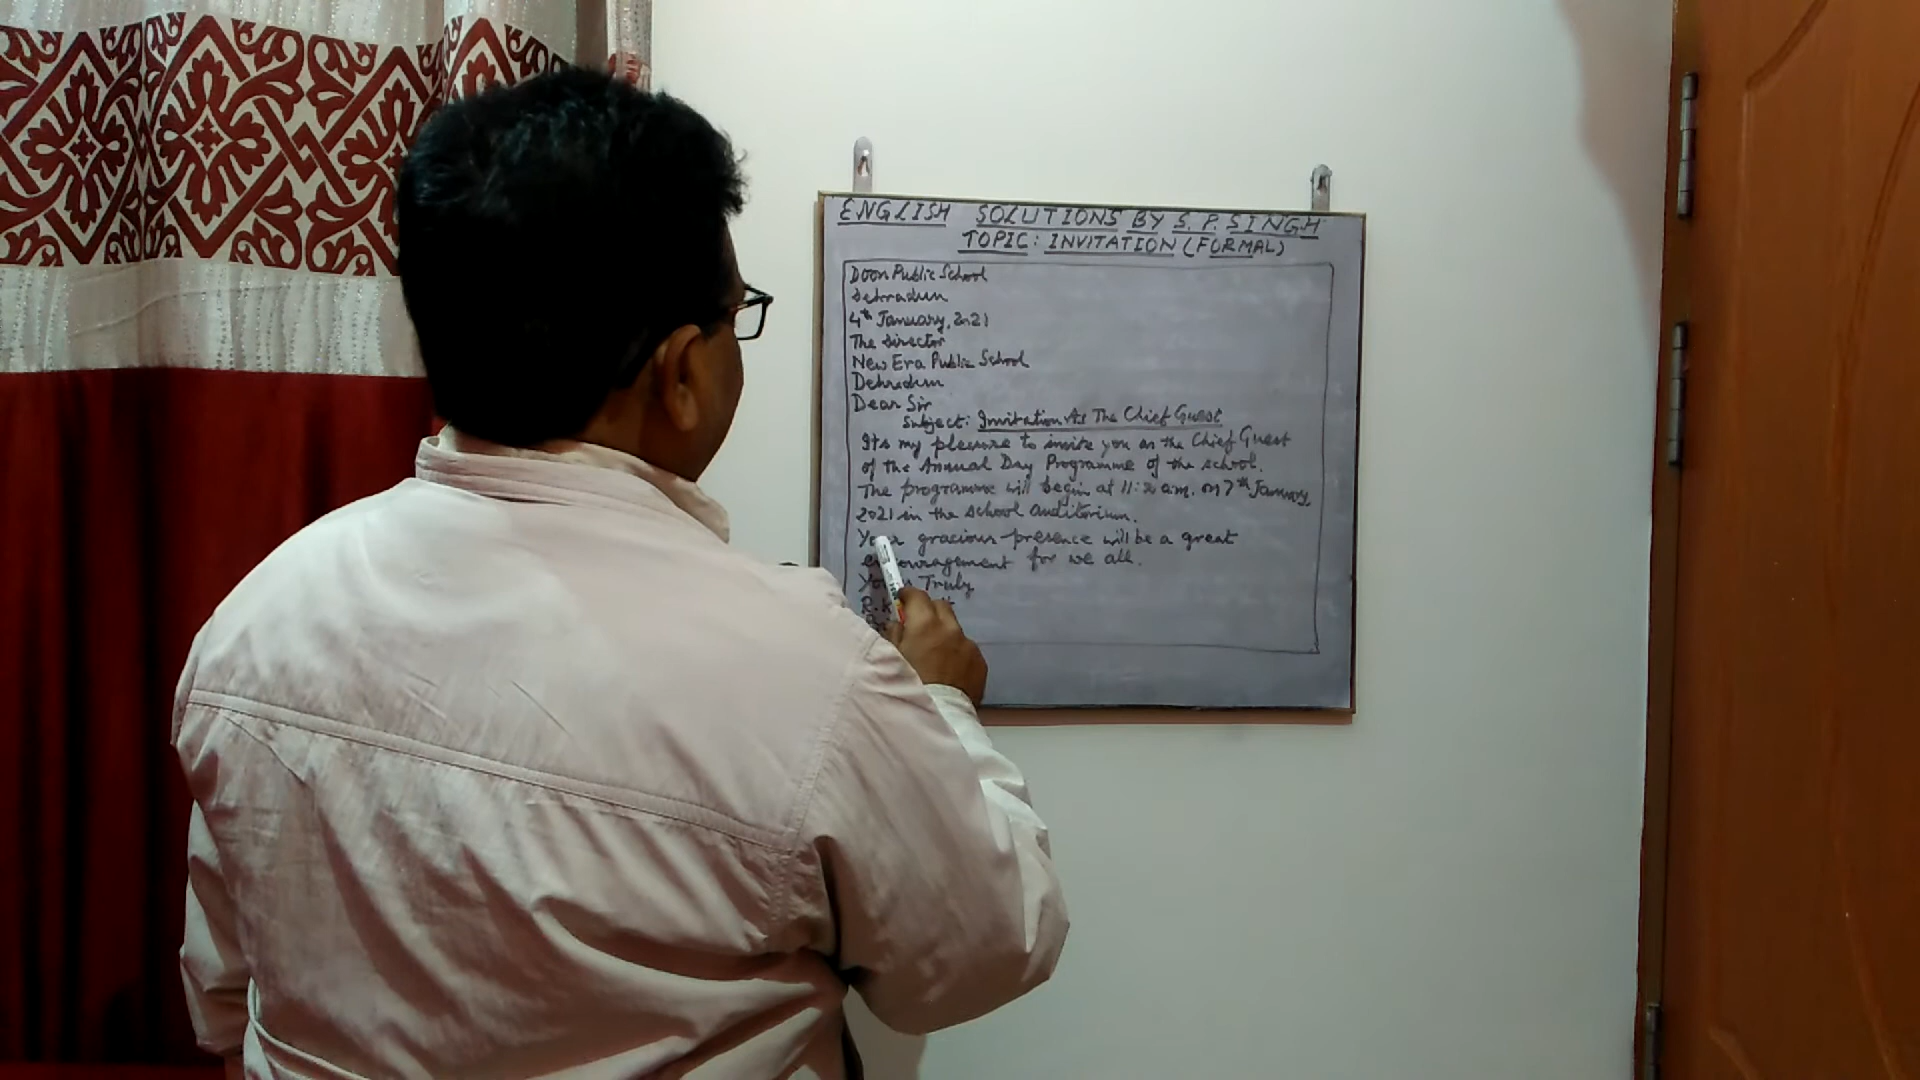 ENGLISH SOLUTIONS BY S. P. SINGH
TOPIC: INVITATION (FORMAL)
Doon Public School
Dehradun
4th January, 2021
The Director
New Era Public School
Dehradun
Dear Sir
Subject: Invitation As The Chief Guest
Its my pleasure to invite you as the Chief Guest
of the Annual Day Programme of the school.
The programme will begin at a.m. on 7th January,
2021 in the school auditorium.
Your gracious presence will be a great
encouragement for we all.
Yours Truly
R.K